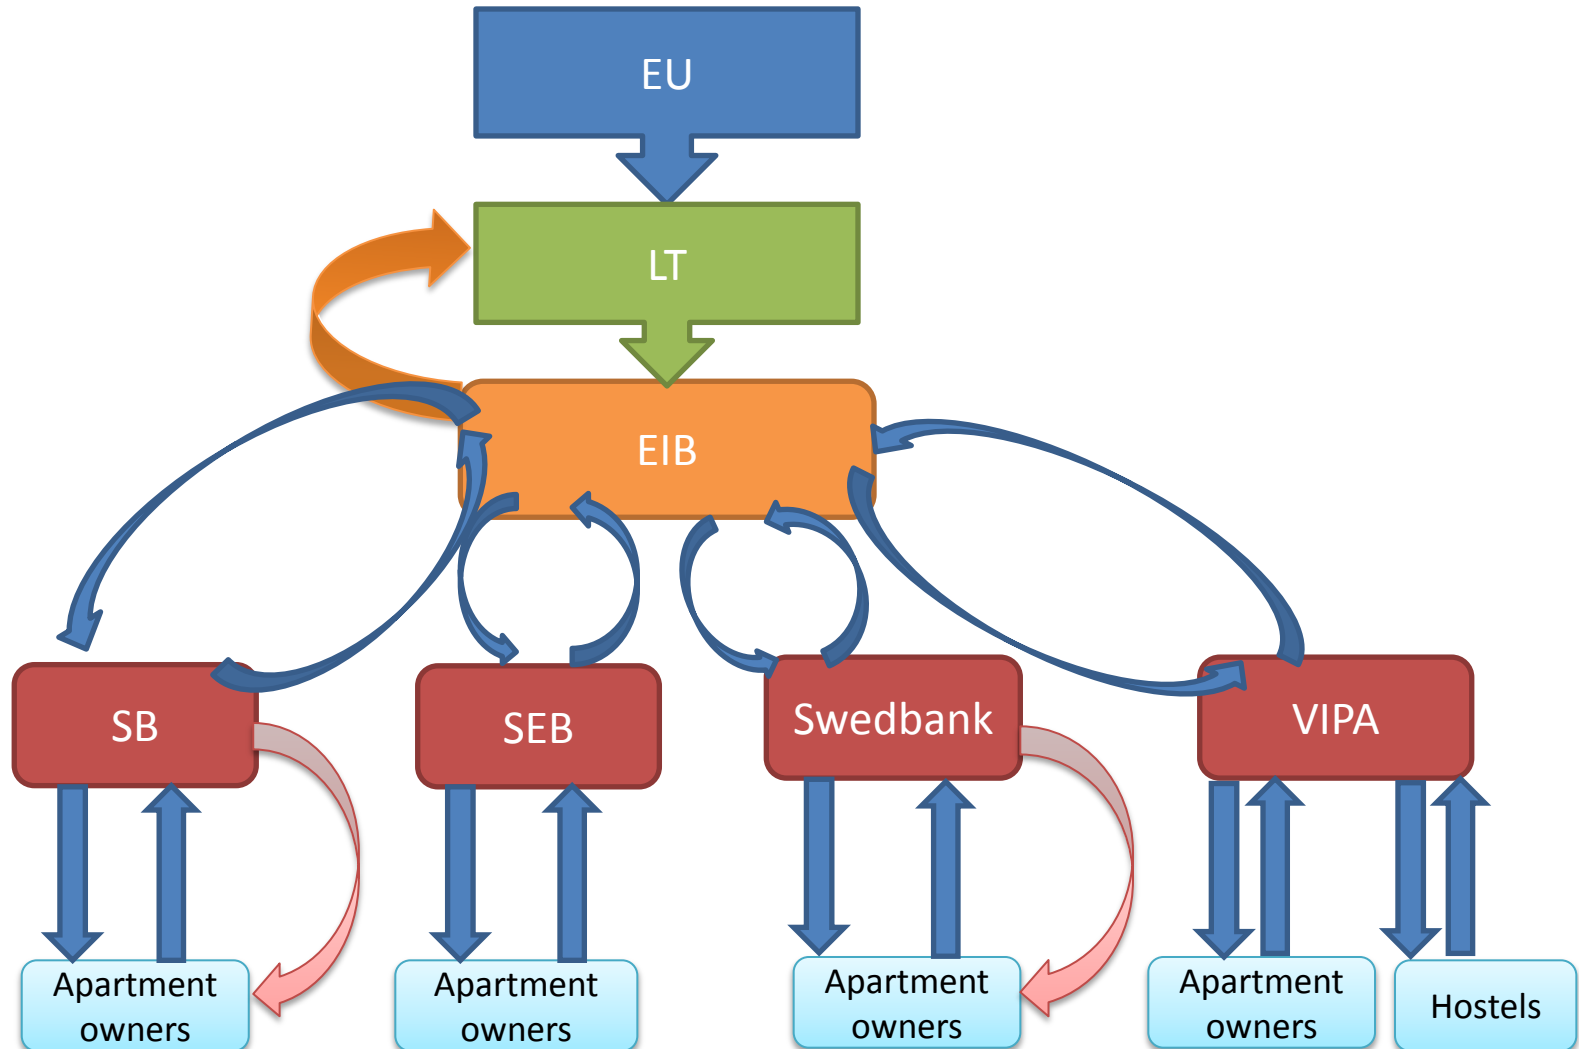 EU
LT
EIB
SB
SEB
Swedbank
VIPA
Apartment
owners
Apartment
owners
Apartment
owners
Apartment
owners
Hostels